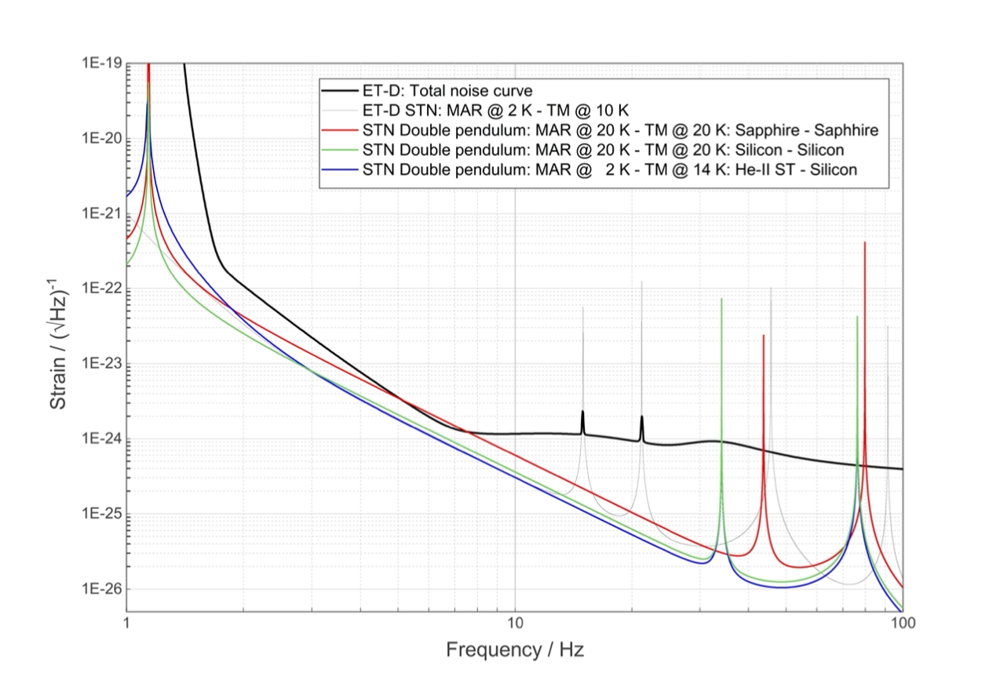 1E-19
1E-20
1E-21
1E-22
1E-23
1E-24
1E-25
1E-26
Strain / (√Hz)-1
ET-D: Total noise curve
ET-D STN: MAR @ 2 K - TM @ 10 K
STN Double pendulum: MAR @ 20 K - TM @ 20 K: Sapphire - Saphhire
STN Double pendulum: MAR @ 20 K - TM @ 20 K: Silicon - Silicon
STN Double pendulum: MAR @ 2 K - TM @ 14 K: He-II ST - Silicon
1 10 100
Frequency / Hz